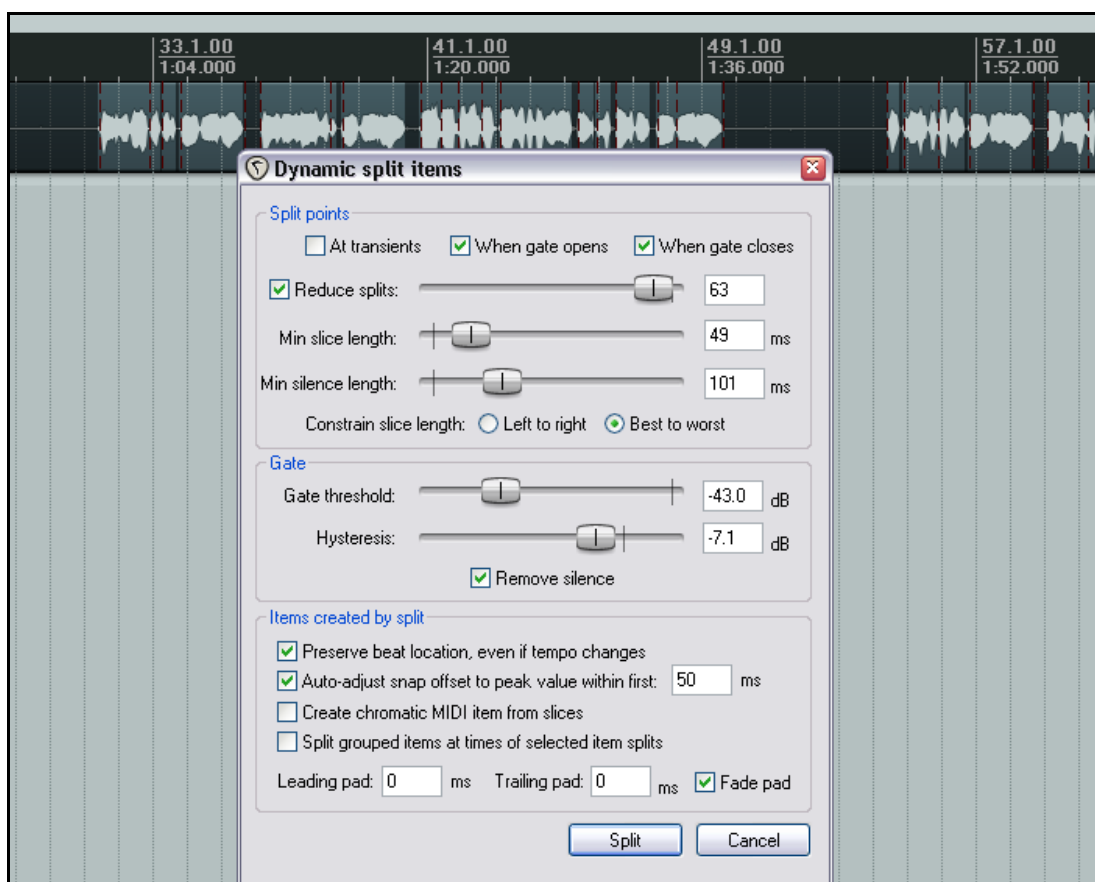 33.1.00 41.1.00 49.1.00 57.1.00
1:04.000 1:20.000 1:36.000 1:52.000
Dynamic split items
Split points
At transients When gate opens When gate closes
Reduce splits: 63
Min slice length: 49 ms
Min silence length: 101 ms
Constrain slice length: Left to right Best to worst
Gate
Gate threshold: -43.0 dB
Hysteresis: -7.1 dB
Remove silence
Items created by split
Preserve beat location, even if tempo changes
Auto-adjust snap offset to peak value within first: 50 ms
Create chromatic MIDI item from slices
Split grouped items at times of selected item splits
Leading pad: 0 ms Trailing pad: 0 ms Fade pad
Split Cancel